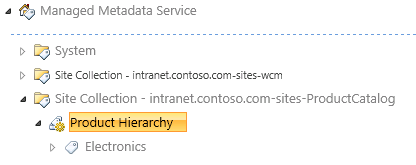 Managed Metadata Service
System
Site Collection - intranet.contoso.com-sites-wcm
Site Collection - intranet.contoso.com-sites-ProductCatalog
Product Hierarchy
Electronics